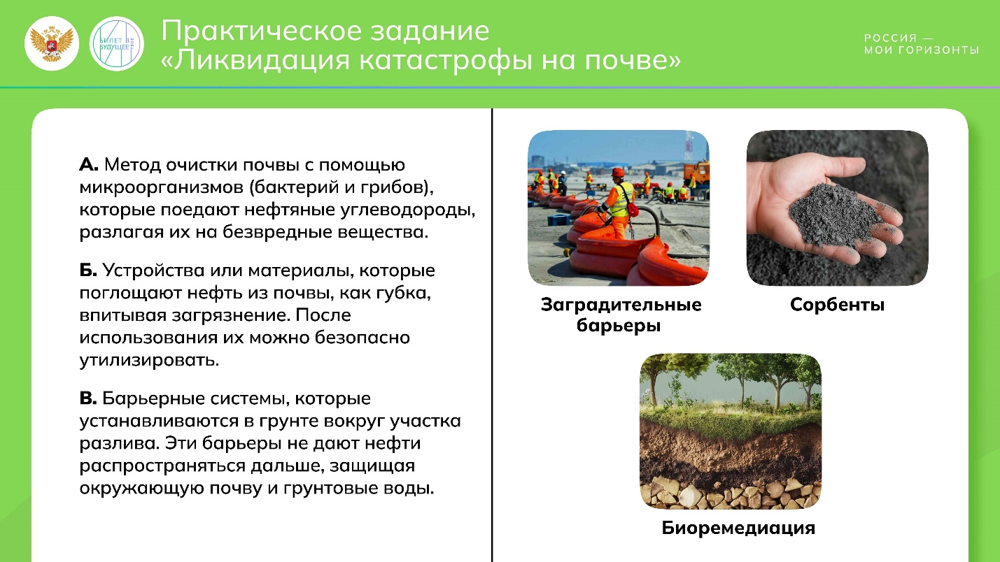 БИЛЕТ В
БУДУЩЕЕ
Практическое задание
«Ликвидация катастрофы на почве»
РОССИЯ —
МОИ ГОРИЗОНТЫ
А. Метод очистки почвы с помощью
микроорганизмов (бактерий и грибов),
которые поедают нефтяные углеводороды,
разлагая их на безвредные вещества.
Б. Устройства или материалы, которые
поглощают нефть из почвы, как губка,
впитывая загрязнение. После
использования их можно безопасно
утилизировать.
В. Барьерные системы, которые
устанавливаются в грунте вокруг участка
разлива. Эти барьеры не дают нефти
распространяться дальше, защищая
окружающую почву и грунтовые воды.
Заградительные
барьеры
Сорбенты
Биоремедиация